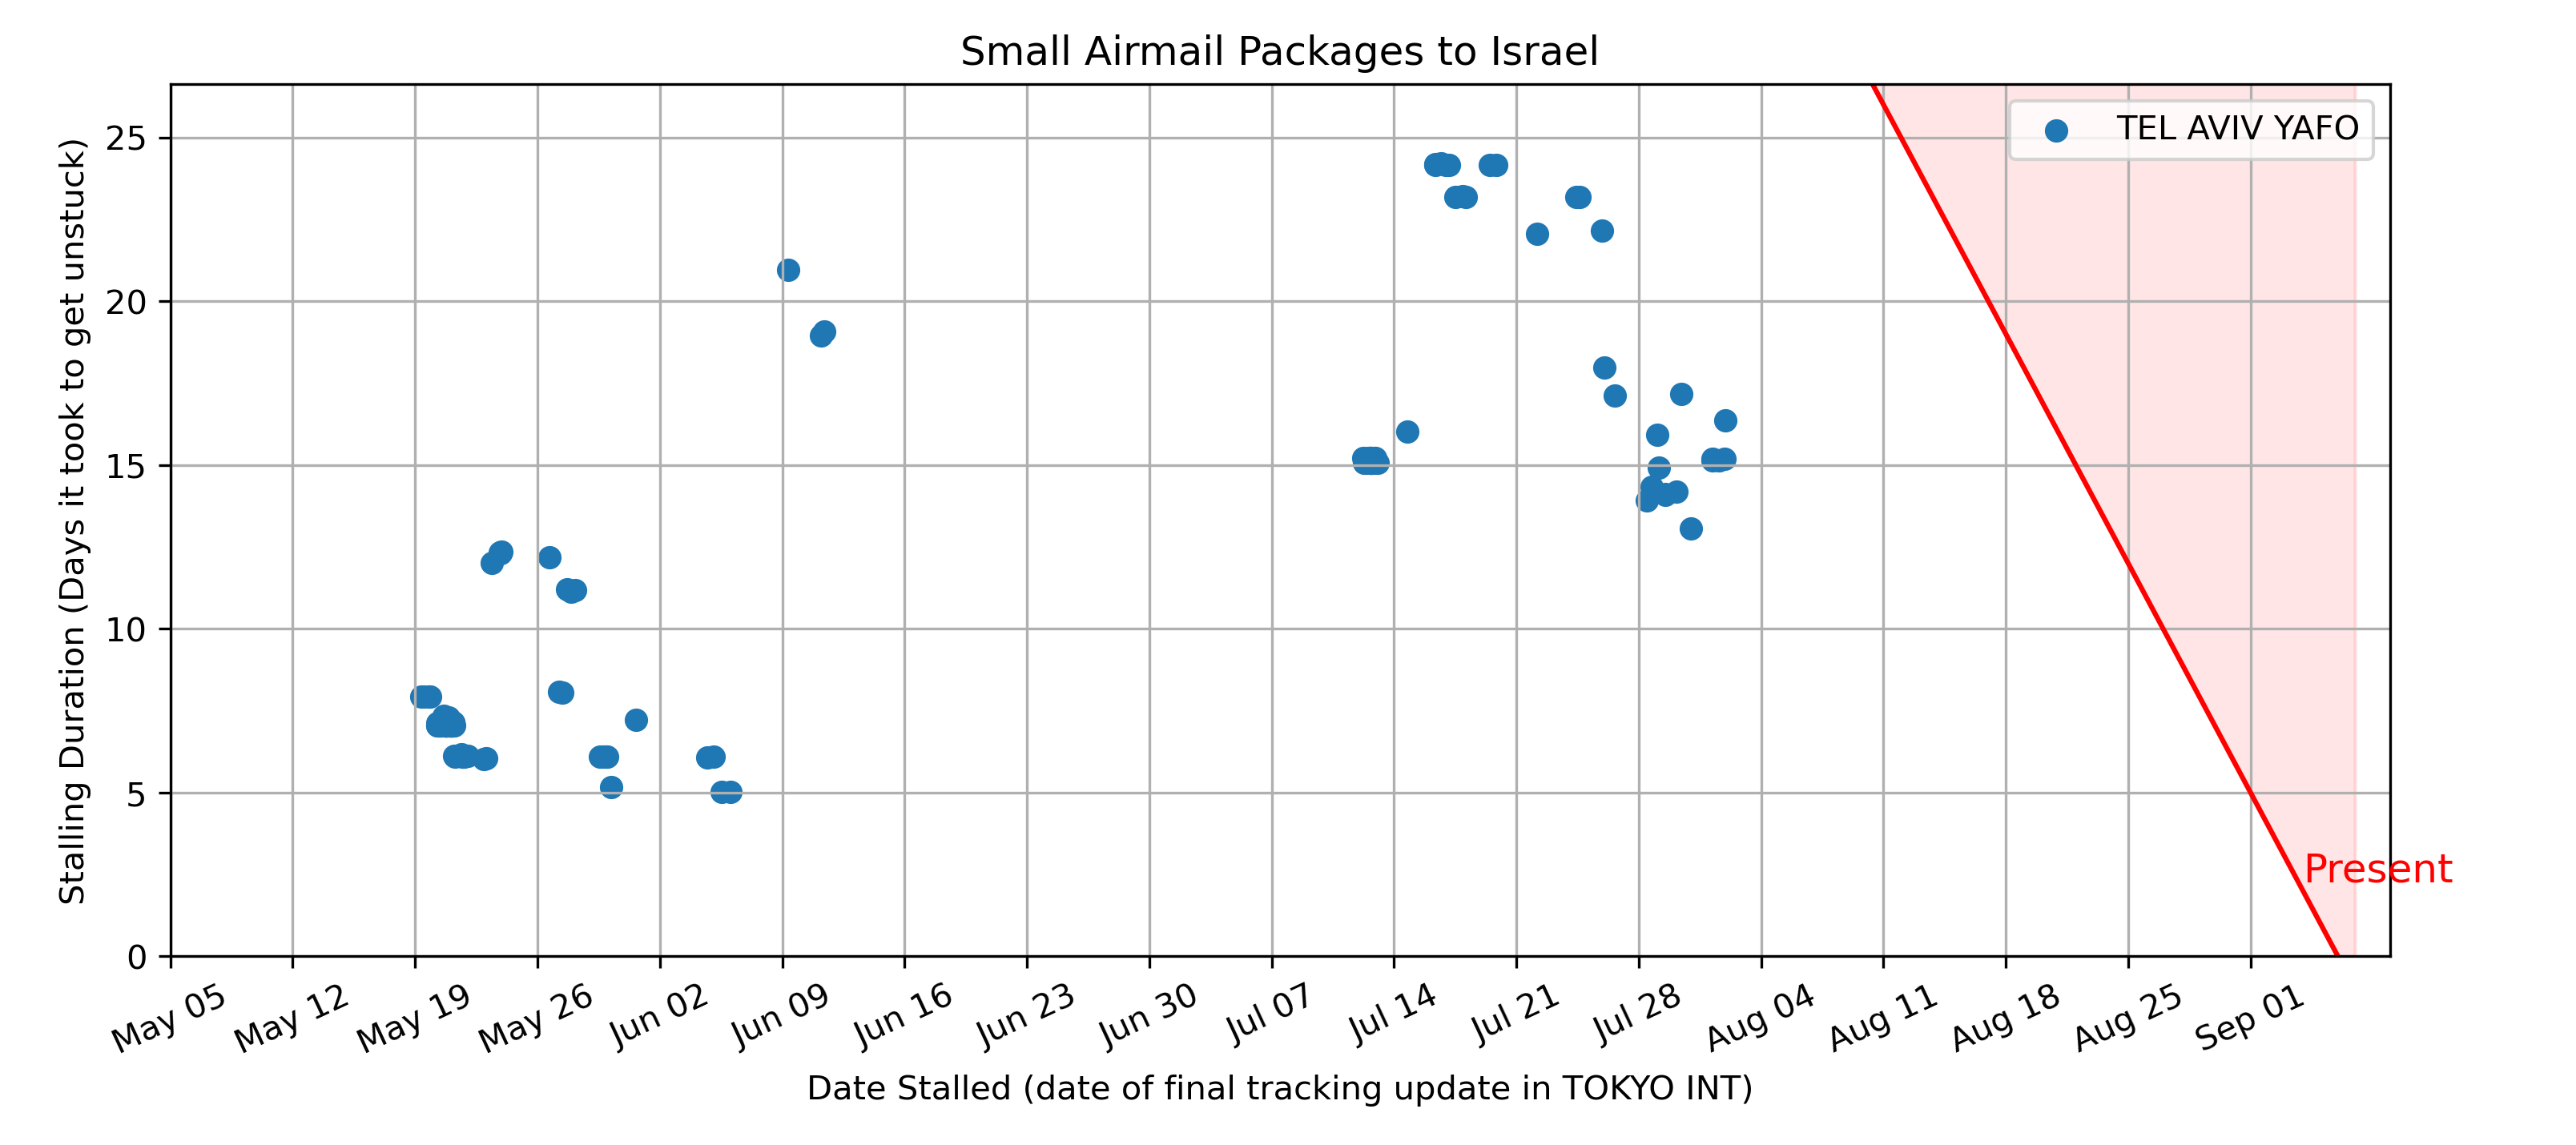 Small Airmail Packages to Israel
TEL AVIV YAFO
Stalling Duration (Days it took to get unstuck)
25
20
15
10
5
0
Present
May 05
May 12
May 19
May 26
Jun 02
Jun 09
Jun 16
Jun 23
Jun 30
Jul 07
Jul 14
Jul 21
Jul 28
Aug 04
Aug 11
Aug 18
Aug 25
Sep 01
Date Stalled (date of final tracking update in TOKYO INT)